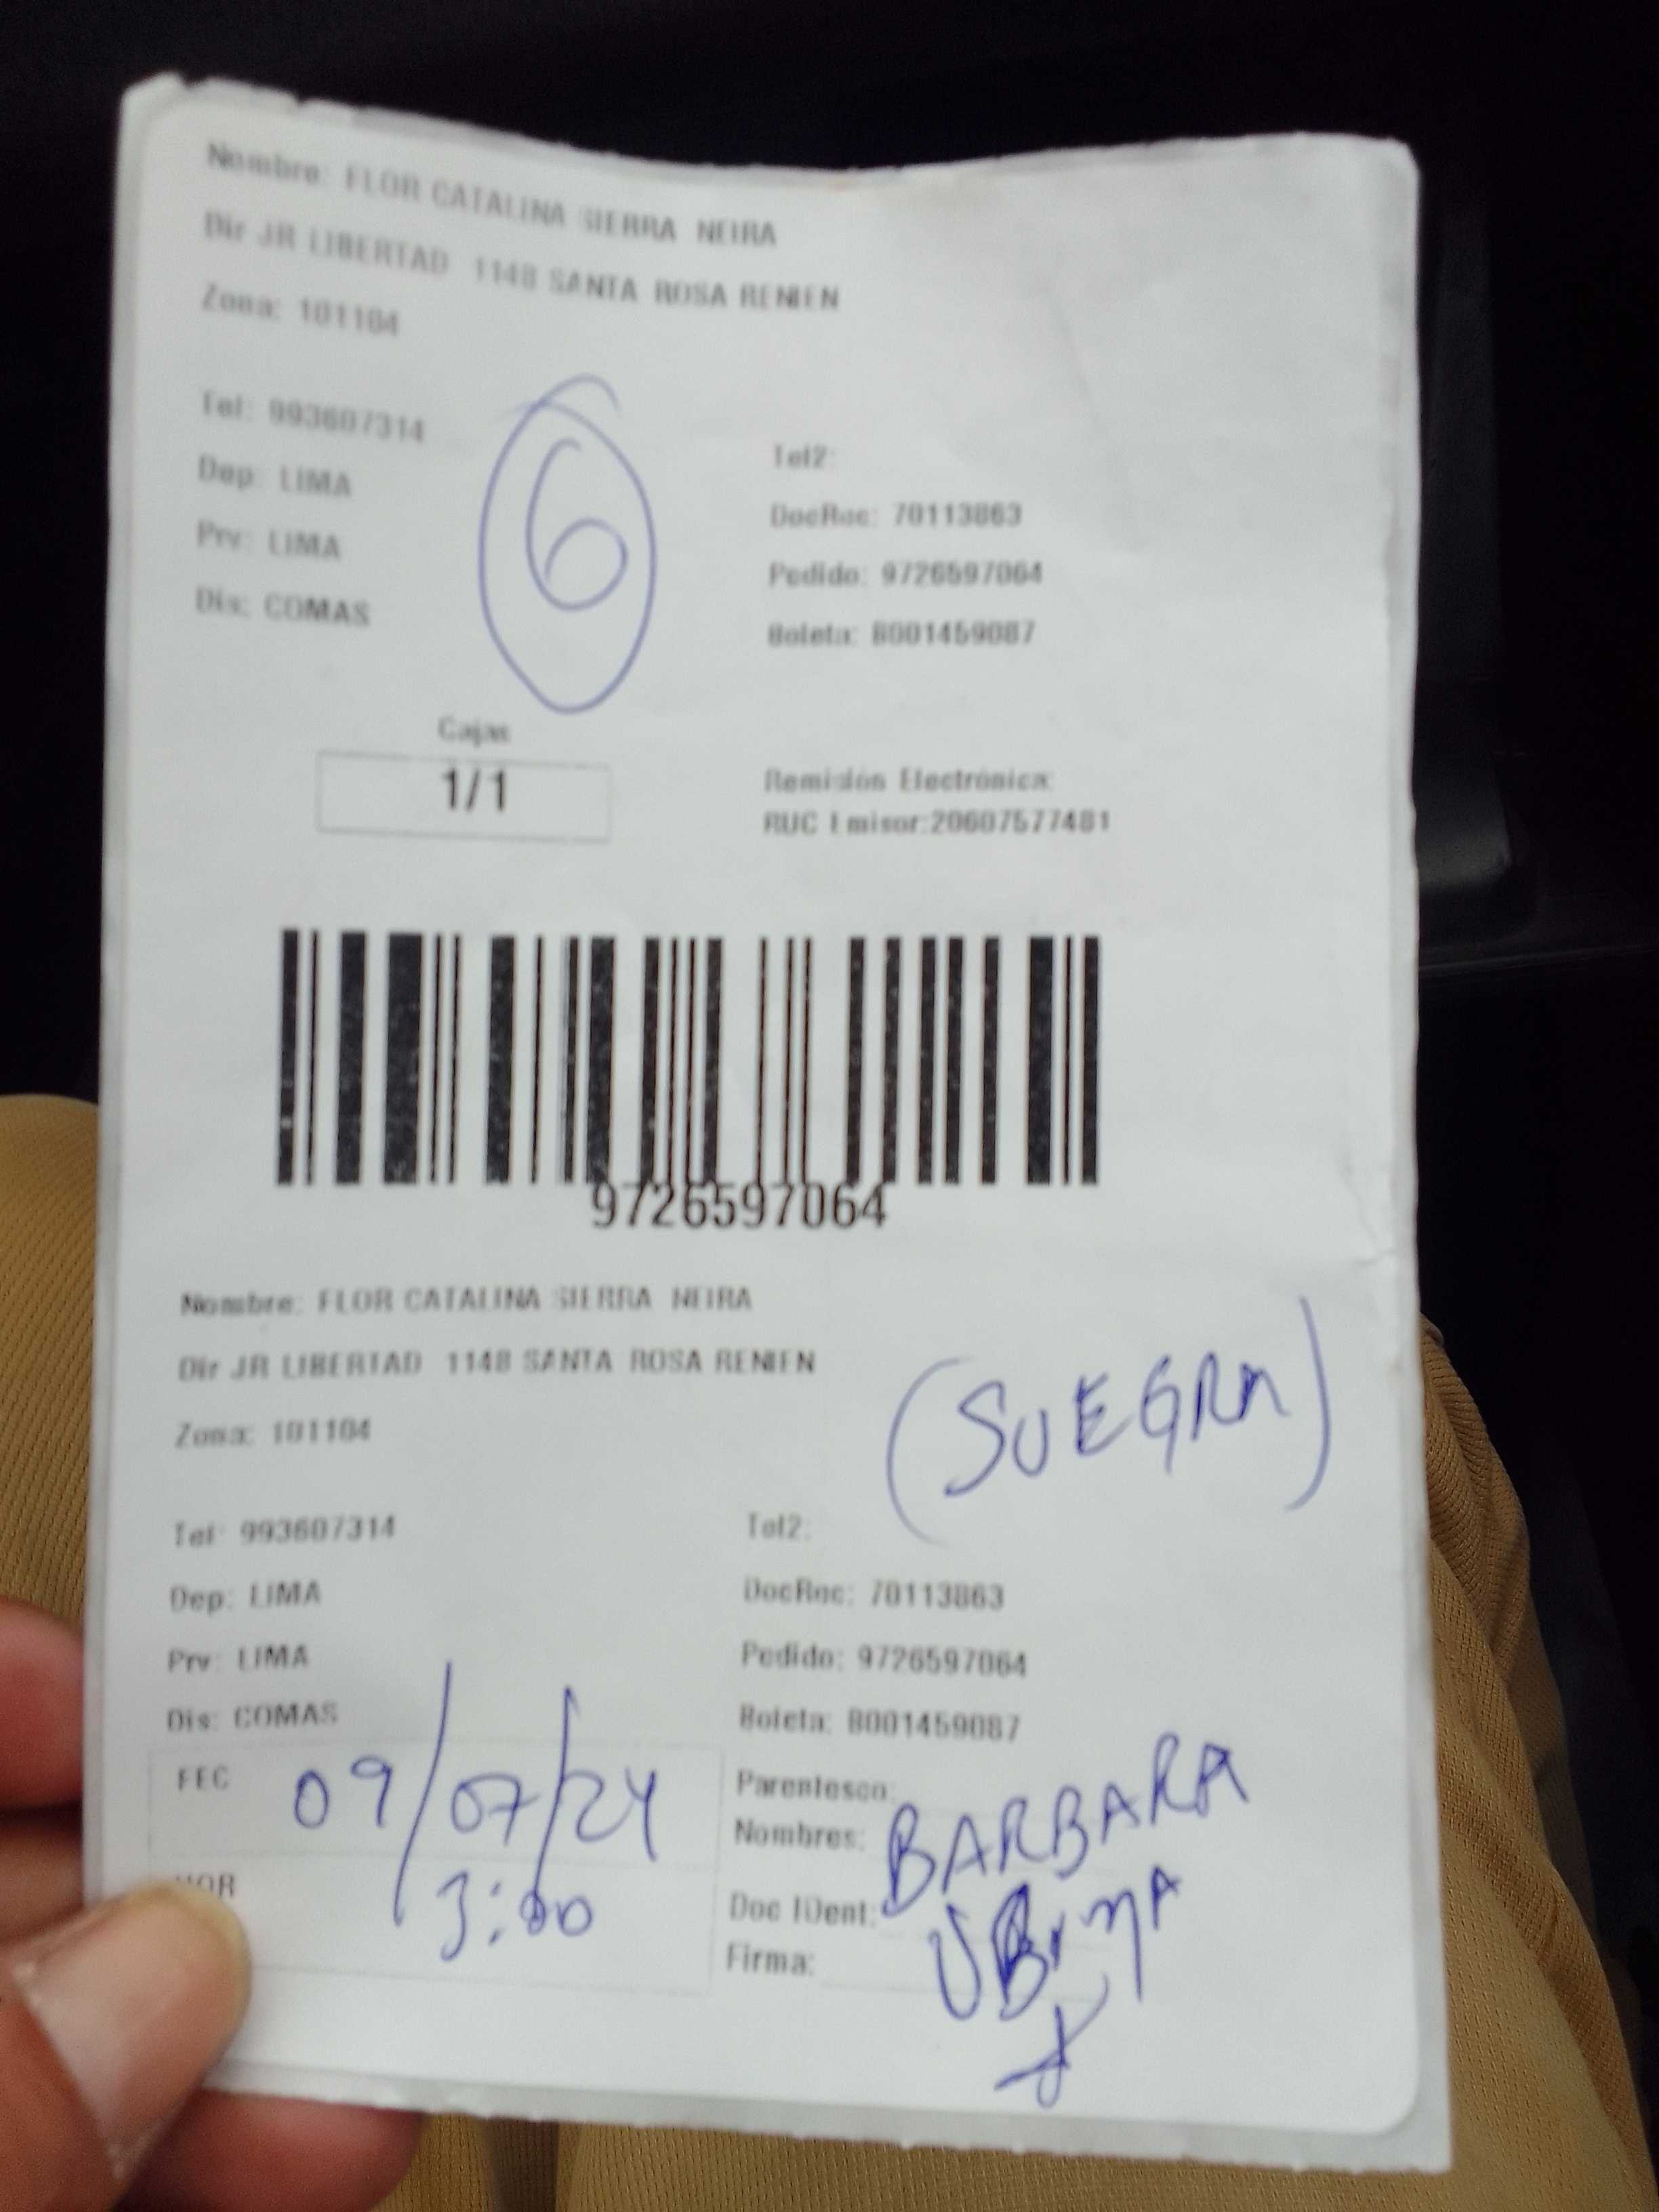 Nombre: FLOR CATALINA SIERRA NEIRA
Dir JR LIBERTAD 1148 SANTA ROSA RENIEN
Zona: 101104
Tel: 993607314
Tel2:
Dep: LIMA
DocRec: 70113863
Prv: LIMA
Pedido: 9726597064
Dis: COMAS
Boleta: B001459087
6
Cajas
1/1
Remisión Electrónica:
RUC Emisor:20607577481
9726597064
Nombre: FLOR CATALINA SIERRA NEIRA
Dir JR LIBERTAD 1148 SANTA ROSA RENIEN
Zona: 101104
(SUEGRA)
Tel: 993607314
Tel2:
Dep: LIMA
DocRec: 70113863
Prv: LIMA
Pedido: 9726597064
Dis: COMAS
Boleta: B001459087
FEC 09/07/24
Parentesco:
Nombres: BARBARA
HOR 3:00
Doc IDent:
Firma: